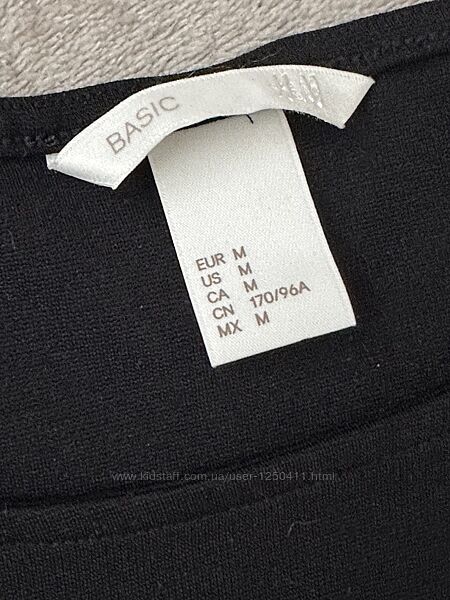 BASIC
H&M
EUR M
US M
CA M
CN 170/96A
MX M
www.kidstaff.com.ua/user-1250411.html